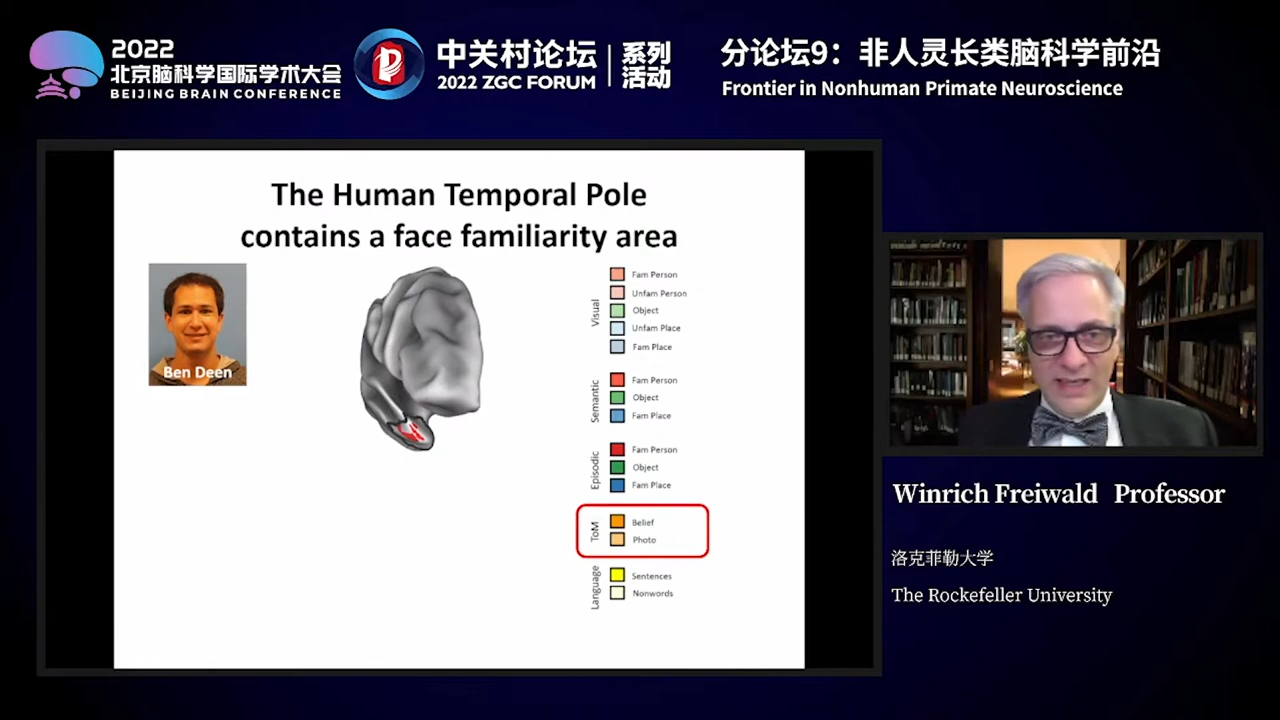 2022
北京脑科学国际学术大会
BEIJING BRAIN CONFERENCE
中关村论坛
2022 ZGC FORUM
系列
活动
分论坛9：非人灵长类脑科学前沿
Frontier in Nonhuman Primate Neuroscience
The Human Temporal Pole
contains a face familiarity area
Ben Deen
Visual
Fam Person
Unfam Person
Object
Unfam Place
Fam Place
Semantic
Fam Person
Object
Fam Place
Episodic
Fam Person
Object
Fam Place
ToM
Belief
Photo
Language
Sentences
Nonwords
Winrich Freiwald Professor
洛克菲勒大学
The Rockefeller University